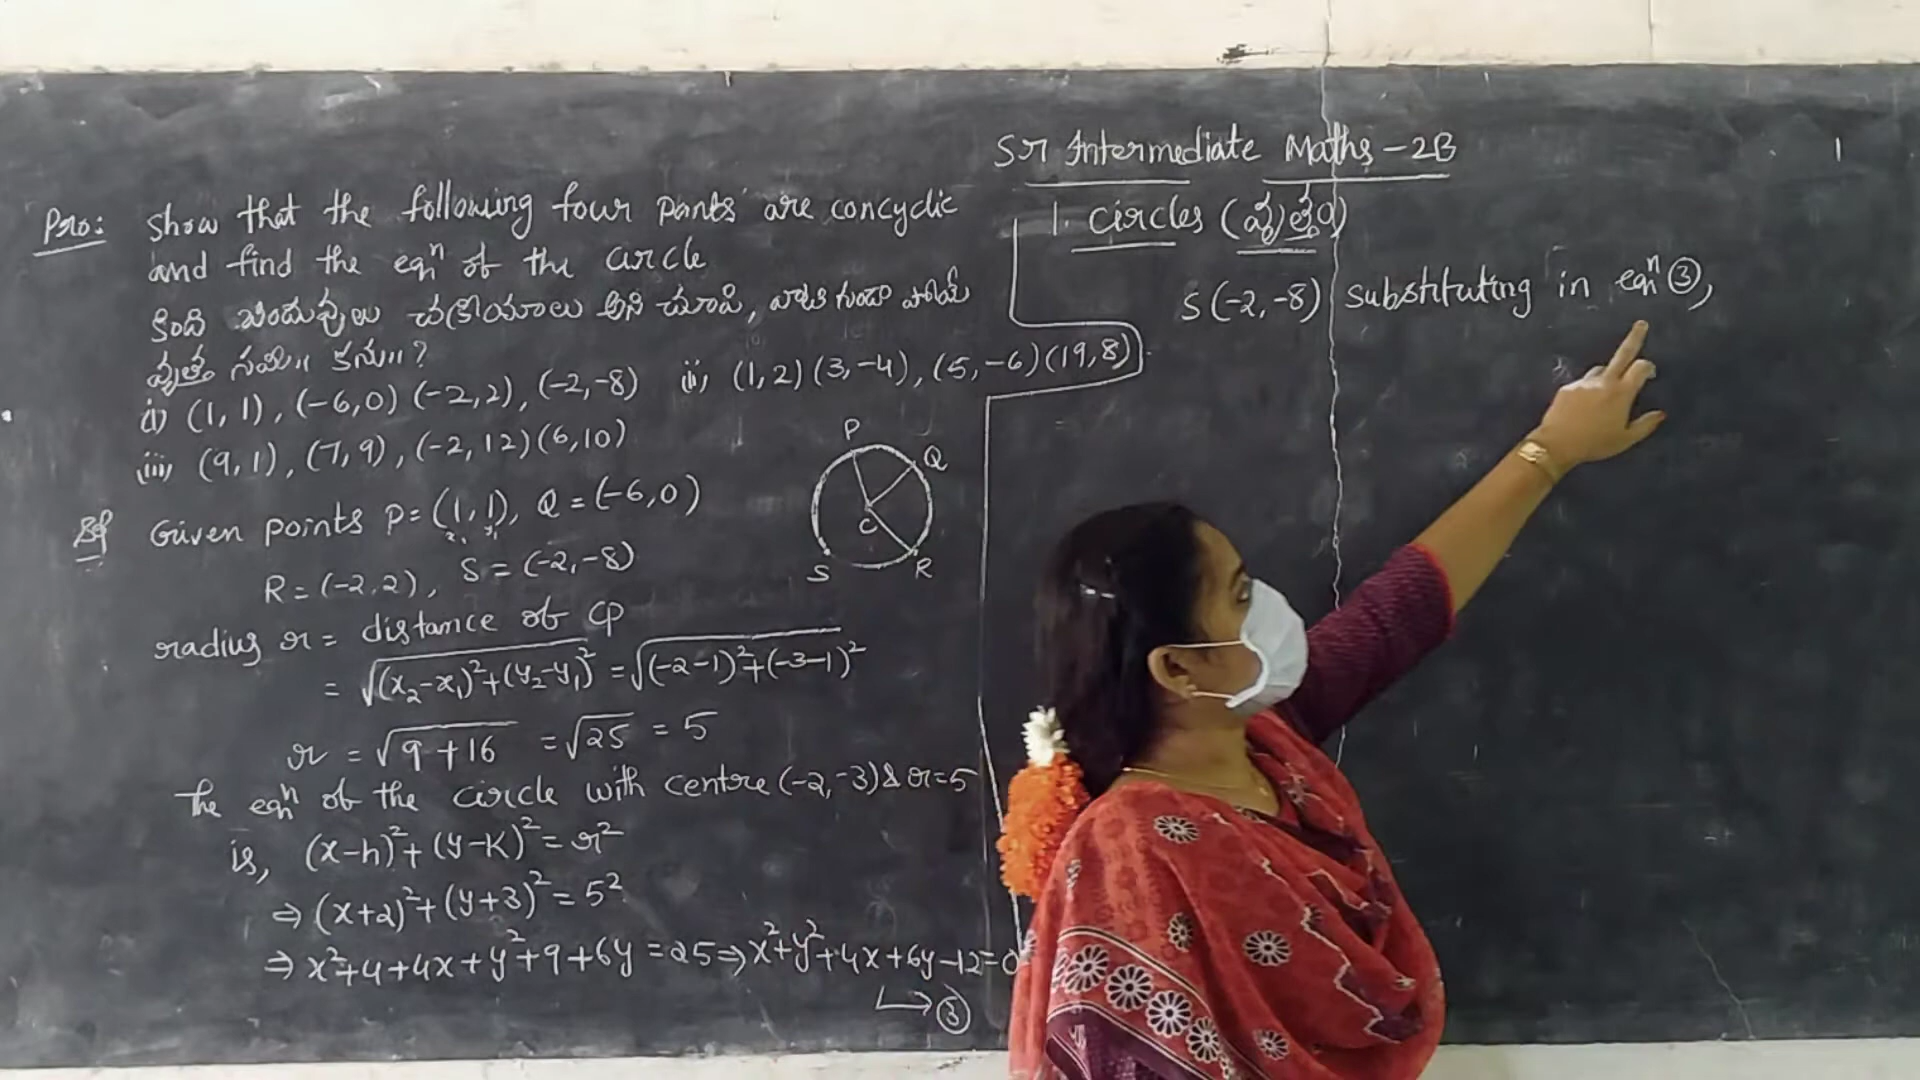 Sr Intermediate Maths - 2B
1. Circles (వృత్తం)
Pro: Show that the following four points are concyclic
and find the eqⁿ of the circle
క్రింది బిందువులు చక్రీయాలు అని చూపి, వాటి గుండా పోయే
వృత్త సమీ॥ కను॥?
i) (1, 1), (-6,0) (-2,2), (-2,-8) ii) (1,2) (3,-4), (5,-6) (19,8)
iii) (9,1), (7,9), (-2,12) (6,10)
Sol Given points P = (1,1), Q = (-6,0)
x₁ y₁
R = (-2,2), S = (-2,-8)
P
Q
C
S
R
radius r = distance of CP
= √(x₂-x₁)²+(y₂-y₁)² = √(-2-1)²+(-3-1)²
r = √9+16 = √25 = 5
The eqⁿ of the circle with centre (-2,-3) & r=5
is, (x-h)²+(y-K)² = r²
⇒ (x+2)²+(y+3)² = 5²
⇒ x²+4+4x+y²+9+6y = 25 ⇒ x²+y²+4x+6y-12=0
↳ ③
S(-2,-8) substituting in eqⁿ ③,